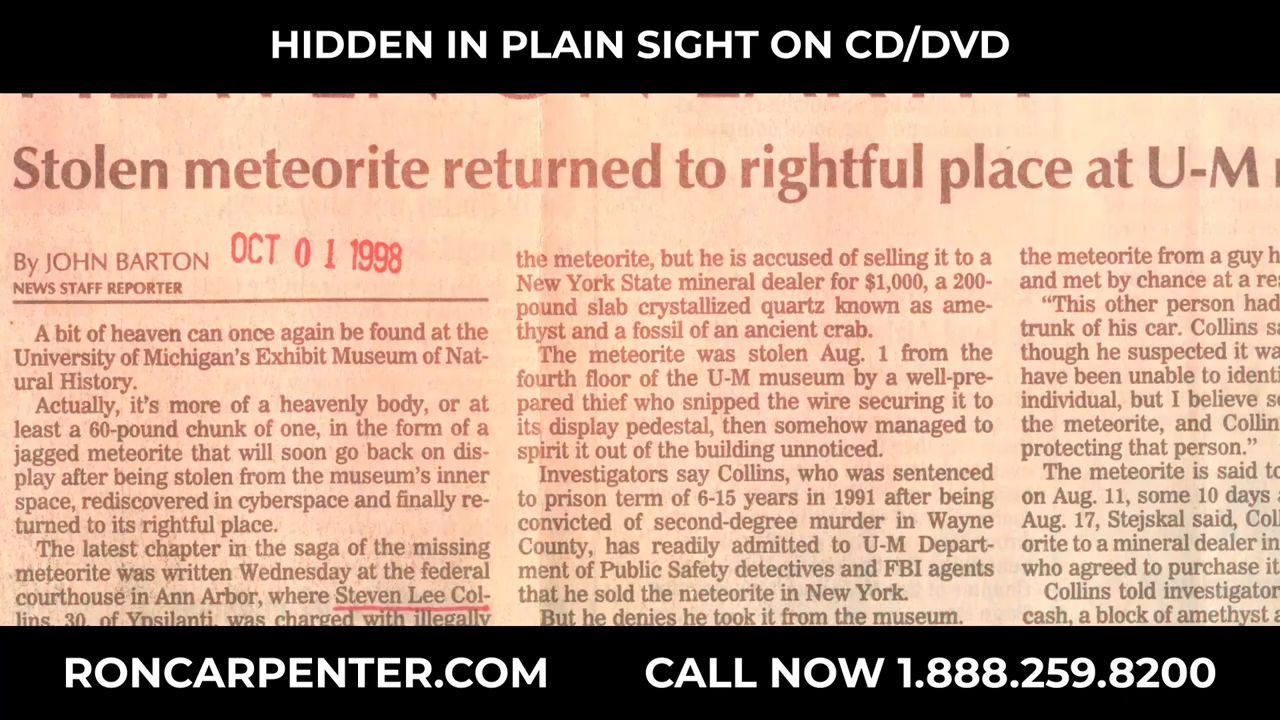 HIDDEN IN PLAIN SIGHT ON CD/DVD
Stolen meteorite returned to rightful place at U-M
By JOHN BARTON
OCT 01 1998
NEWS STAFF REPORTER
A bit of heaven can once again be found at the
University of Michigan's Exhibit Museum of Nat-
ural History.
Actually, it's more of a heavenly body, or at
least a 60-pound chunk of one, in the form of a
jagged meteorite that will soon go back on dis-
play after being stolen from the museum's inner
space, rediscovered in cyberspace and finally re-
turned to its rightful place.
The latest chapter in the saga of the missing
meteorite was written Wednesday at the federal
courthouse in Ann Arbor, where Steven Lee Col-
lins, 30, of Ypsilanti, was charged with illegally
the meteorite, but he is accused of selling it to a
New York State mineral dealer for $1,000, a 200-
pound slab crystallized quartz known as ame-
thyst and a fossil of an ancient crab.
The meteorite was stolen Aug. 1 from the
fourth floor of the U-M museum by a well-pre-
pared thief who snipped the wire securing it to
its display pedestal, then somehow managed to
spirit it out of the building unnoticed.
Investigators say Collins, who was sentenced
to prison term of 6-15 years in 1991 after being
convicted of second-degree murder in Wayne
County, has readily admitted to U-M Depart-
ment of Public Safety detectives and FBI agents
that he sold the meteorite in New York.
But he denies he took it from the museum.
the meteorite from a guy
and met by chance at a
"This other person had
trunk of his car. Collins
though he suspected it
have been unable to
individual, but I believe
the meteorite, and
protecting that person."
The meteorite is said to
on Aug. 11, some 10 days
Aug. 17, Stejskal said,
orite to a mineral dealer in
who agreed to purchase it
Collins told
cash, a block of amethyst
RONCARPENTER.COM
CALL NOW 1.888.259.8200